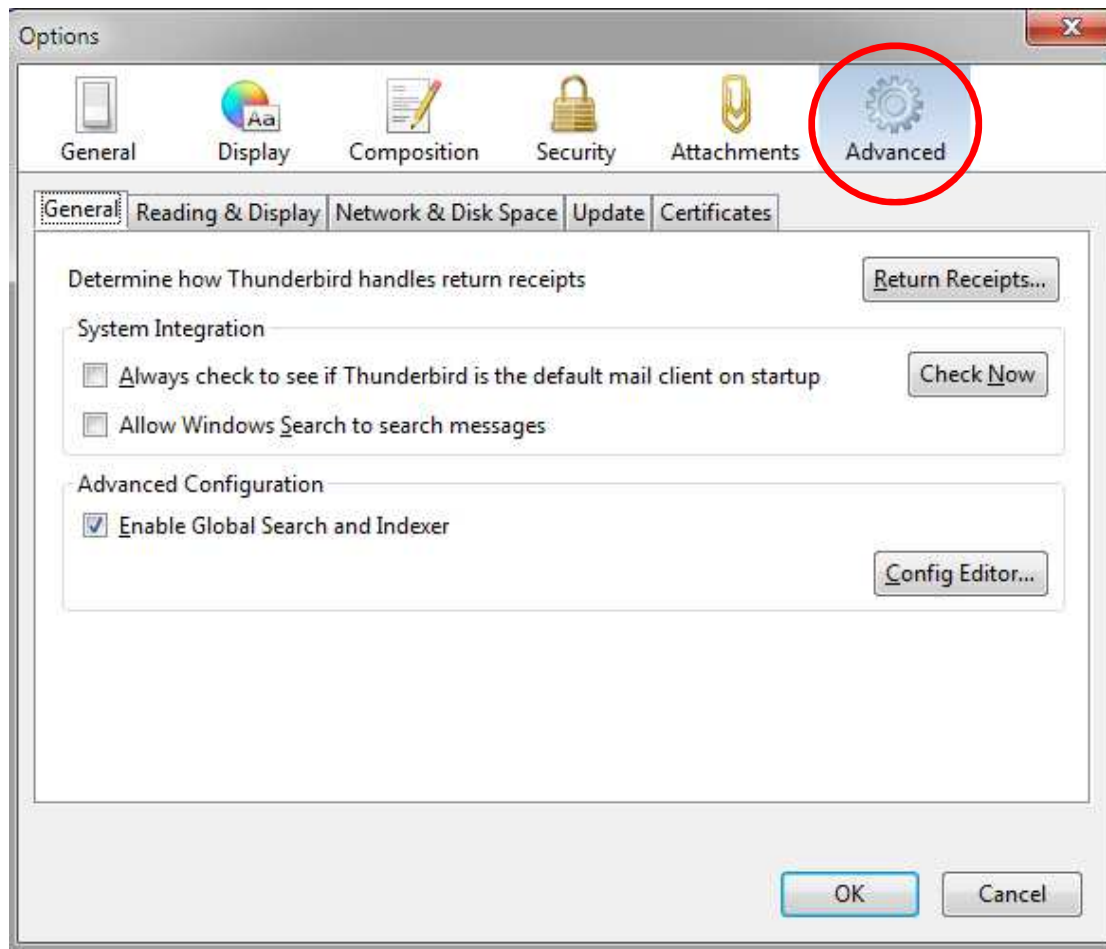 Options
General Display Composition Security Attachments Advanced
General Reading & Display Network & Disk Space Update Certificates
Determine how Thunderbird handles return receipts Return Receipts...
System Integration
Always check to see if Thunderbird is the default mail client on startup Check Now
Allow Windows Search to search messages
Advanced Configuration
Enable Global Search and Indexer
Config Editor...
OK Cancel